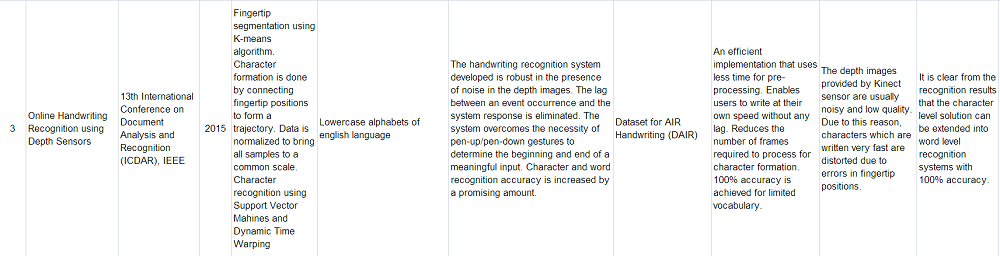 3
Online Handwriting
Recognition using
Depth Sensors
13th International
Conference on
Document
Analysis and
Recognition
(ICDAR), IEEE
2015
Fingertip
segmentation using
K-means
algorithm.
Character
formation is done
by connecting
fingertip positions
to form a
trajectory. Data is
normalized to bring
all samples to a
common scale.
Character
recognition using
Support Vector
Mahines and
Dynamic Time
Warping
Lowercase alphabets of
english language
The handwriting recognition system
developed is robust in the presence
of noise in the depth images. The lag
between an event occurrence and the
system response is eliminated. The
system overcomes the necessity of
pen-up/pen-down gestures to
determine the beginning and end of a
meaningful input. Character and word
recognition accuracy is increased by
a promising amount.
Dataset for AIR
Handwriting (DAIR)
An efficient
implementation that uses
less time for pre-
processing. Enables
users to write at their
own speed without any
lag. Reduces the
number of frames
required to process for
character formation.
100% accuracy is
achieved for limited
vocabulary.
The depth images
provided by Kinect
sensor are usually
noisy and low quality.
Due to this reason,
characters which are
written very fast are
distorted due to
errors in fingertip
positions.
It is clear from the
recognition results
that the character
level solution can
be extended into
word level
recognition
systems with
100% accuracy.